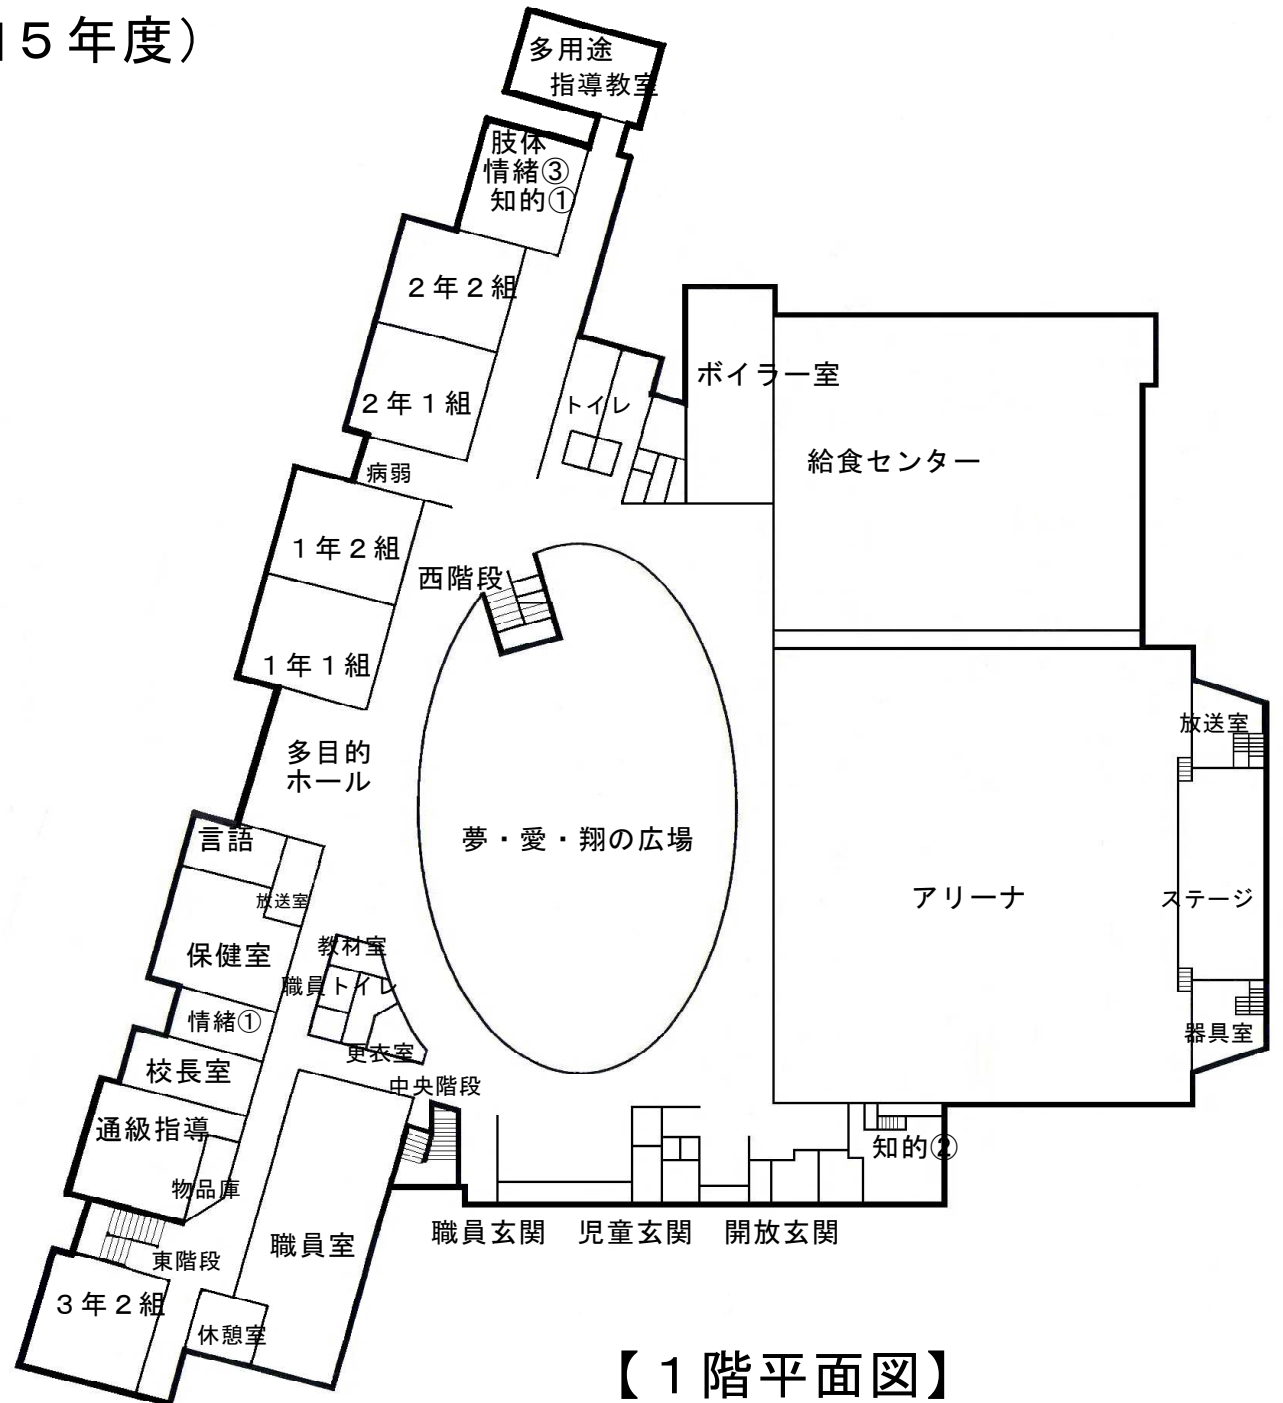 １５年度）
多用途
指導教室
肢体
情緒③
知的①
２年２組
２年１組
トイレ
ボイラー室
給食センター
病弱
１年２組
西階段
１年１組
放送室
多目的
ホール
言語
夢・愛・翔の広場
アリーナ
ステージ
放送室
保健室
教材室
職員トイレ
情緒①
更衣室
器具室
校長室
中央階段
通級指導
知的②
物品庫
職員玄関
児童玄関
開放玄関
職員室
東階段
３年２組
休憩室
【１階平面図】